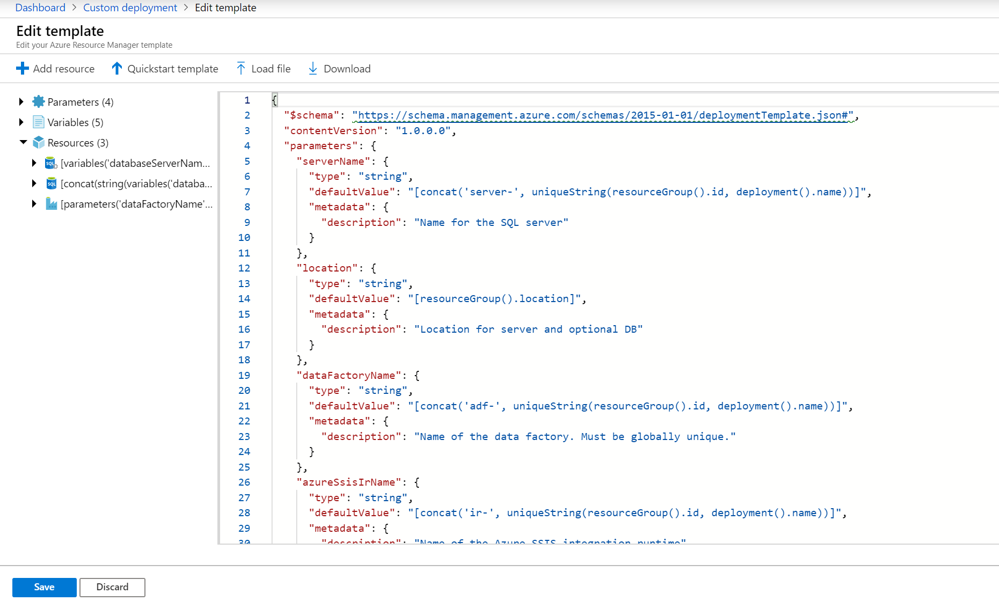 Dashboard > Custom deployment > Edit template
Edit template
Edit your Azure Resource Manager template
Add resource Quickstart template Load file Download
Parameters (4)
Variables (5)
Resources (3)
[variables('databaseServerNam...
[concat(string(variables('databa...
[parameters('dataFactoryName'...
1 {
2 "$schema": "https://schema.management.azure.com/schemas/2015-01-01/deploymentTemplate.json#",
3 "contentVersion": "1.0.0.0",
4 "parameters": {
5 "serverName": {
6 "type": "string",
7 "defaultValue": "[concat('server-', uniqueString(resourceGroup().id, deployment().name))]",
8 "metadata": {
9 "description": "Name for the SQL server"
10 }
11 },
12 "location": {
13 "type": "string",
14 "defaultValue": "[resourceGroup().location]",
15 "metadata": {
16 "description": "Location for server and optional DB"
17 }
18 },
19 "dataFactoryName": {
20 "type": "string",
21 "defaultValue": "[concat('adf-', uniqueString(resourceGroup().id, deployment().name))]",
22 "metadata": {
23 "description": "Name of the data factory. Must be globally unique."
24 }
25 },
26 "azureSsisIrName": {
27 "type": "string",
28 "defaultValue": "[concat('ir-', uniqueString(resourceGroup().id, deployment().name))]",
29 "metadata": {
30 "description": "Name of the Azure SSIS integration runtime"
Save Discard